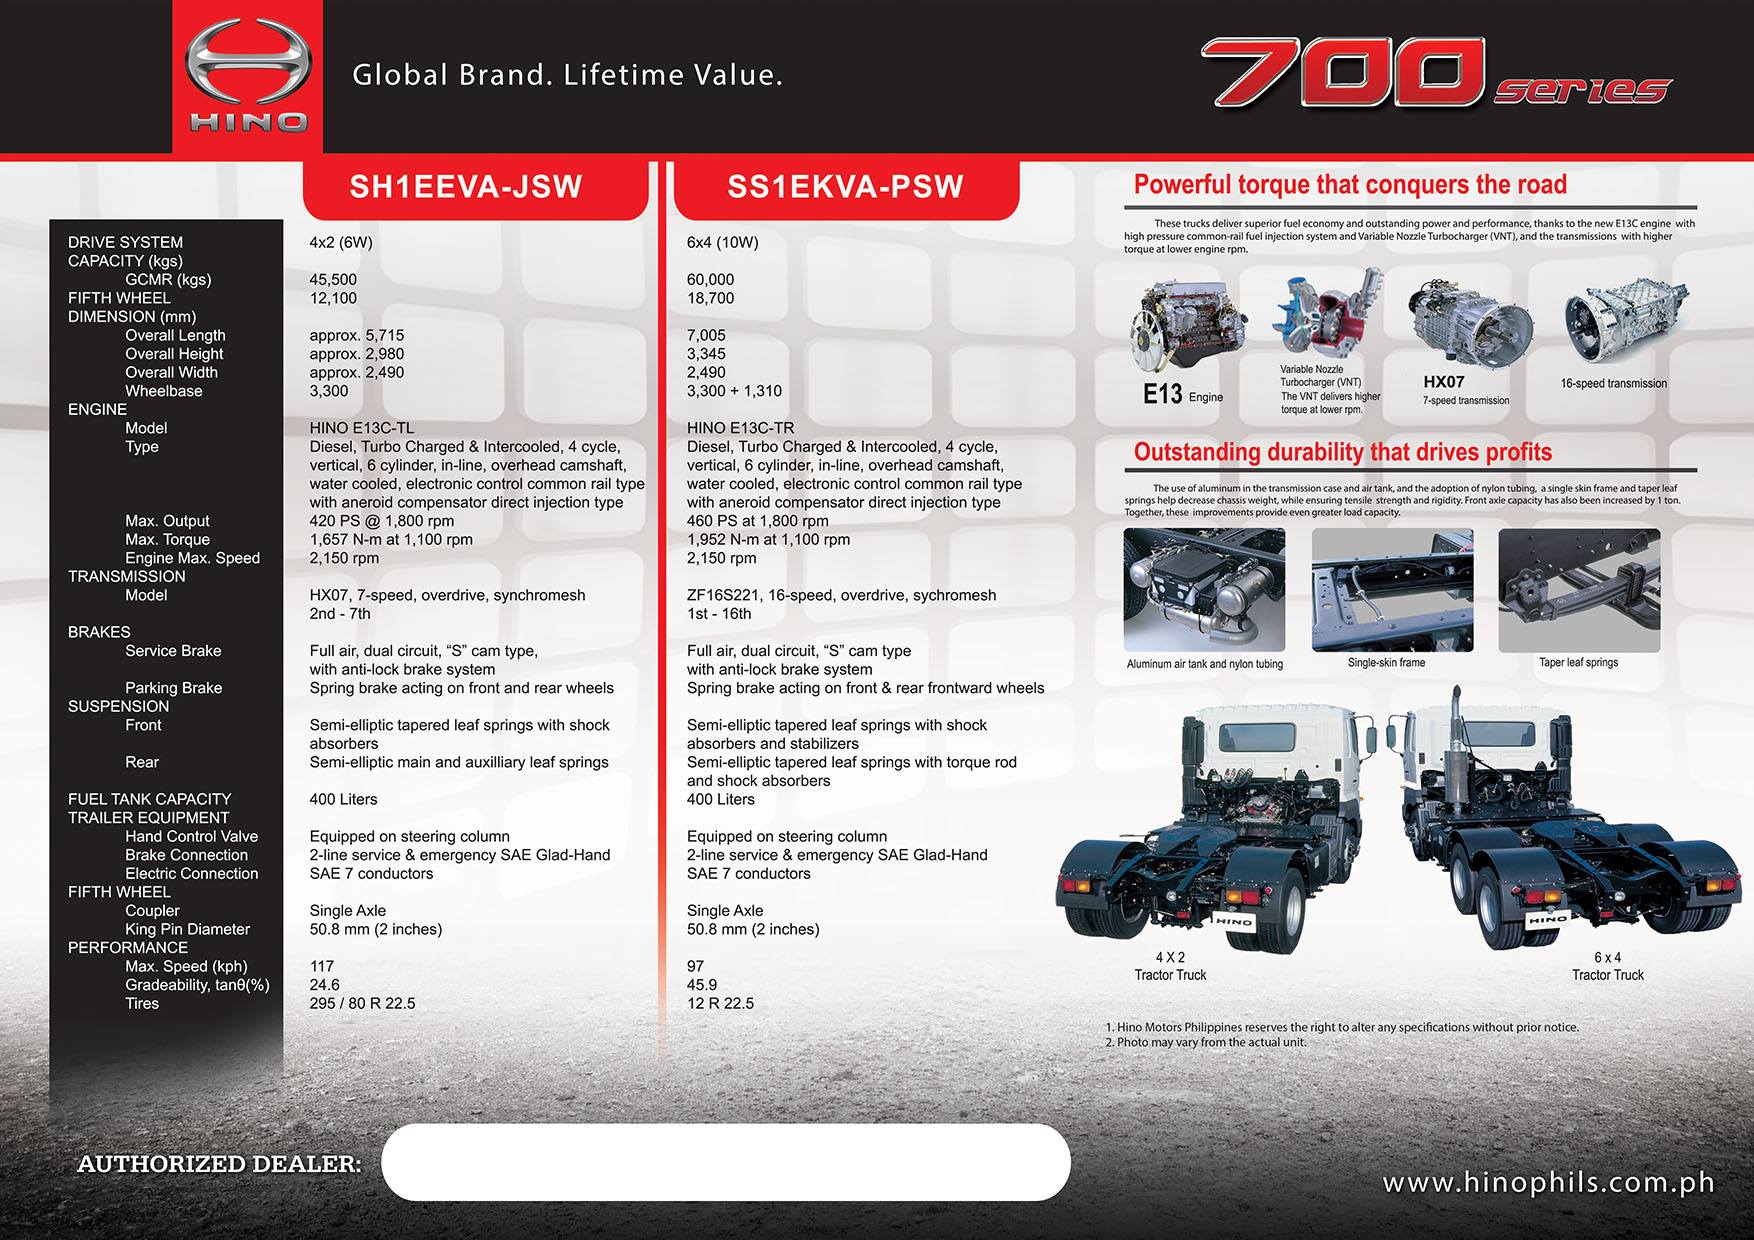 HINO
Global Brand. Lifetime Value.
700 series
SH1EEVA-JSW
SS1EKVA-PSW
DRIVE SYSTEM 4x2 (6W) 6x4 (10W)
CAPACITY (kgs)
GCMR (kgs) 45,500 60,000
FIFTH WHEEL 12,100 18,700
DIMENSION (mm)
Overall Length approx. 5,715 7,005
Overall Height approx. 2,980 3,345
Overall Width approx. 2,490 2,490
Wheelbase 3,300 3,300 + 1,310
ENGINE
Model HINO E13C-TL HINO E13C-TR
Type Diesel, Turbo Charged & Intercooled, 4 cycle, Diesel, Turbo Charged & Intercooled, 4 cycle,
vertical, 6 cylinder, in-line, overhead camshaft, vertical, 6 cylinder, in-line, overhead camshaft,
water cooled, electronic control common rail type water cooled, electronic control common rail type
with aneroid compensator direct injection type with aneroid compensator direct injection type
Max. Output 420 PS @ 1,800 rpm 460 PS at 1,800 rpm
Max. Torque 1,657 N-m at 1,100 rpm 1,952 N-m at 1,100 rpm
Engine Max. Speed 2,150 rpm 2,150 rpm
TRANSMISSION
Model HX07, 7-speed, overdrive, synchromesh ZF16S221, 16-speed, overdrive, sychromesh
2nd - 7th 1st - 16th
BRAKES
Service Brake Full air, dual circuit, “S” cam type, Full air, dual circuit, “S” cam type
with anti-lock brake system with anti-lock brake system
Parking Brake Spring brake acting on front and rear wheels Spring brake acting on front & rear frontward wheels
SUSPENSION
Front Semi-elliptic tapered leaf springs with shock Semi-elliptic tapered leaf springs with shock
absorbers absorbers and stabilizers
Rear Semi-elliptic main and auxilliary leaf springs Semi-elliptic tapered leaf springs with torque rod
and shock absorbers
FUEL TANK CAPACITY 400 Liters 400 Liters
TRAILER EQUIPMENT
Hand Control Valve Equipped on steering column Equipped on steering column
Brake Connection 2-line service & emergency SAE Glad-Hand 2-line service & emergency SAE Glad-Hand
Electric Connection SAE 7 conductors SAE 7 conductors
FIFTH WHEEL
Coupler Single Axle Single Axle
King Pin Diameter 50.8 mm (2 inches) 50.8 mm (2 inches)
PERFORMANCE
Max. Speed (kph) 117 97
Gradeability, tanθ(%) 24.6 45.9
Tires 295 / 80 R 22.5 12 R 22.5
Powerful torque that conquers the road
These trucks deliver superior fuel economy and outstanding power and performance, thanks to the new E13C engine with
high pressure common-rail fuel injection system and Variable Nozzle Turbocharger (VNT), and the transmissions with higher
torque at lower engine rpm.
E13 Engine
Variable Nozzle
Turbocharger (VNT)
The VNT delivers higher
torque at lower rpm.
HX07
7-speed transmission
16-speed transmission
Outstanding durability that drives profits
The use of aluminum in the transmission case and air tank, and the adoption of nylon tubing, a single skin frame and taper leaf
springs help decrease chassis weight, while ensuring tensile strength and rigidity. Front axle capacity has also been increased by 1 ton.
Together, these improvements provide even greater load capacity.
Aluminum air tank and nylon tubing
Single-skin frame
Taper leaf springs
HINO
HINO
4 X 2
Tractor Truck
6 x 4
Tractor Truck
1. Hino Motors Philippines reserves the right to alter any specifications without prior notice.
2. Photo may vary from the actual unit.
AUTHORIZED DEALER:
www.hinophils.com.ph